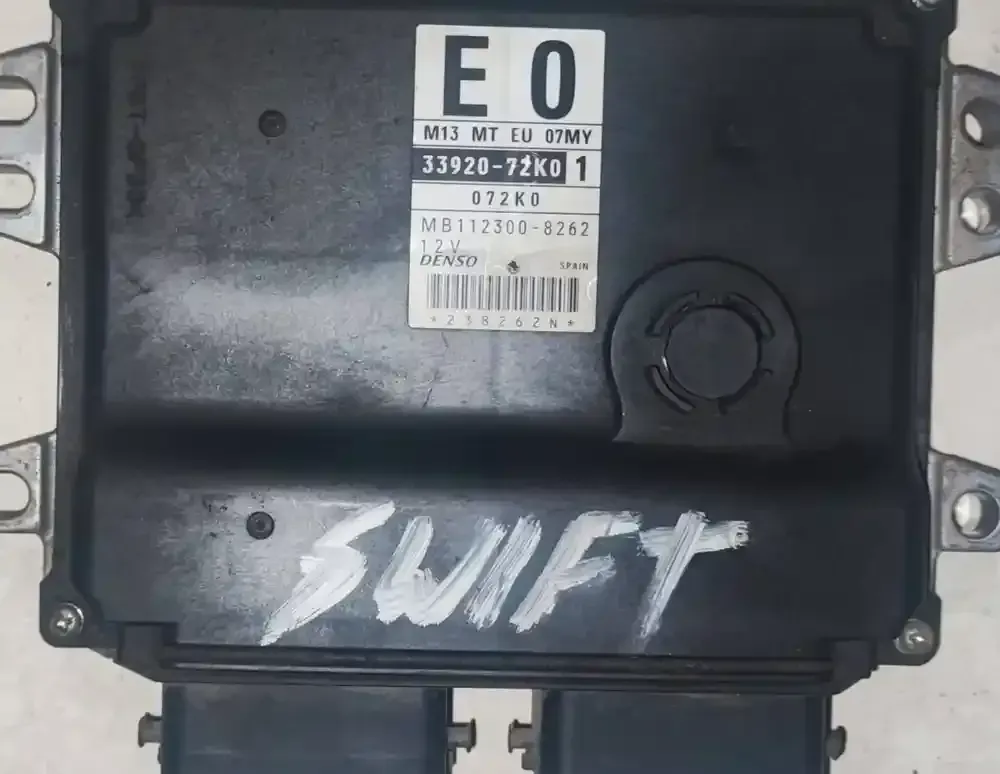 E 0
M13 MT EU 07MY
33920-72K0 1
072K0
MB112300-8262
12V
DENSO SPAIN
*238262N*
SWIFT